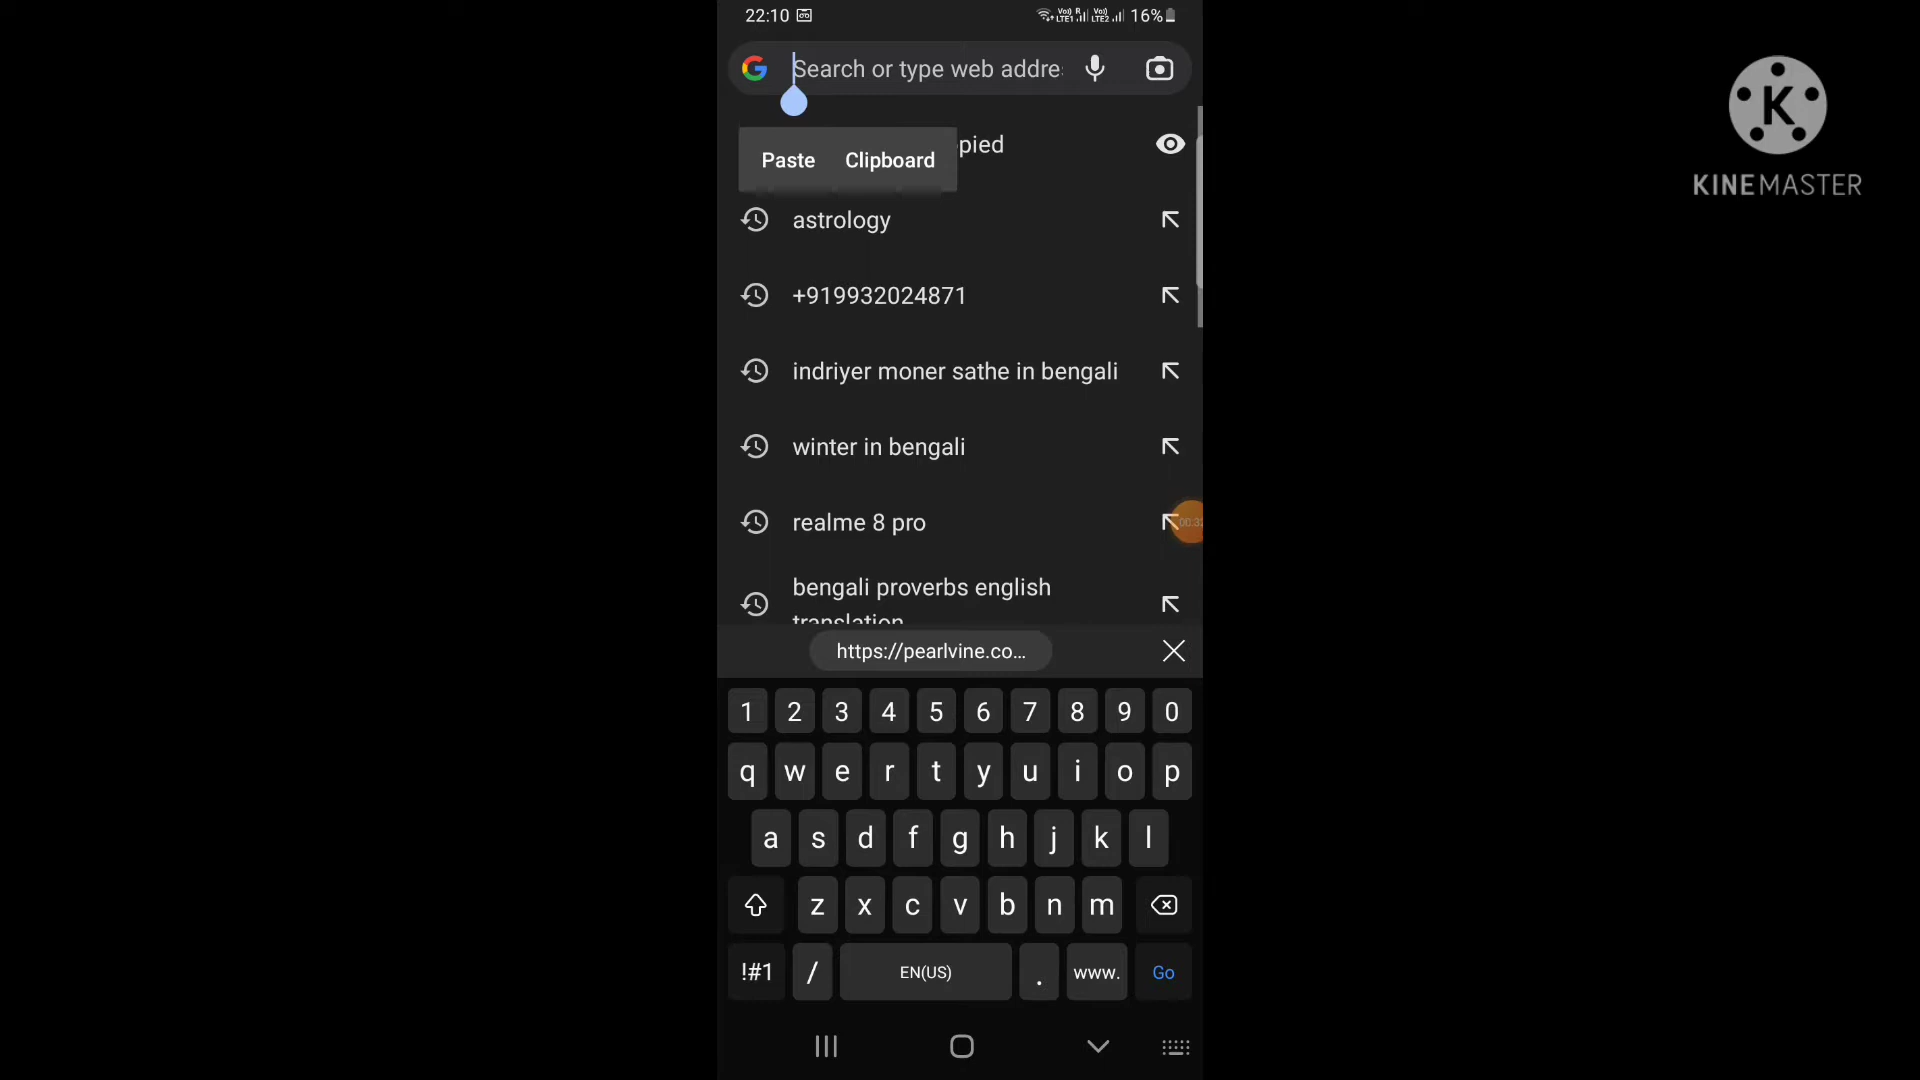 22:10 16%
Search or type web addre
pied
Paste Clipboard
astrology
+919932024871
indriyer moner sathe in bengali
winter in bengali
realme 8 pro
bengali proverbs english
translation
https://pearlvine.co...
1 2 3 4 5 6 7 8 9 0
q w e r t y u i o p
a s d f g h j k l
z x c v b n m
!#1 / EN(US) . www. Go
K
KINEMASTER